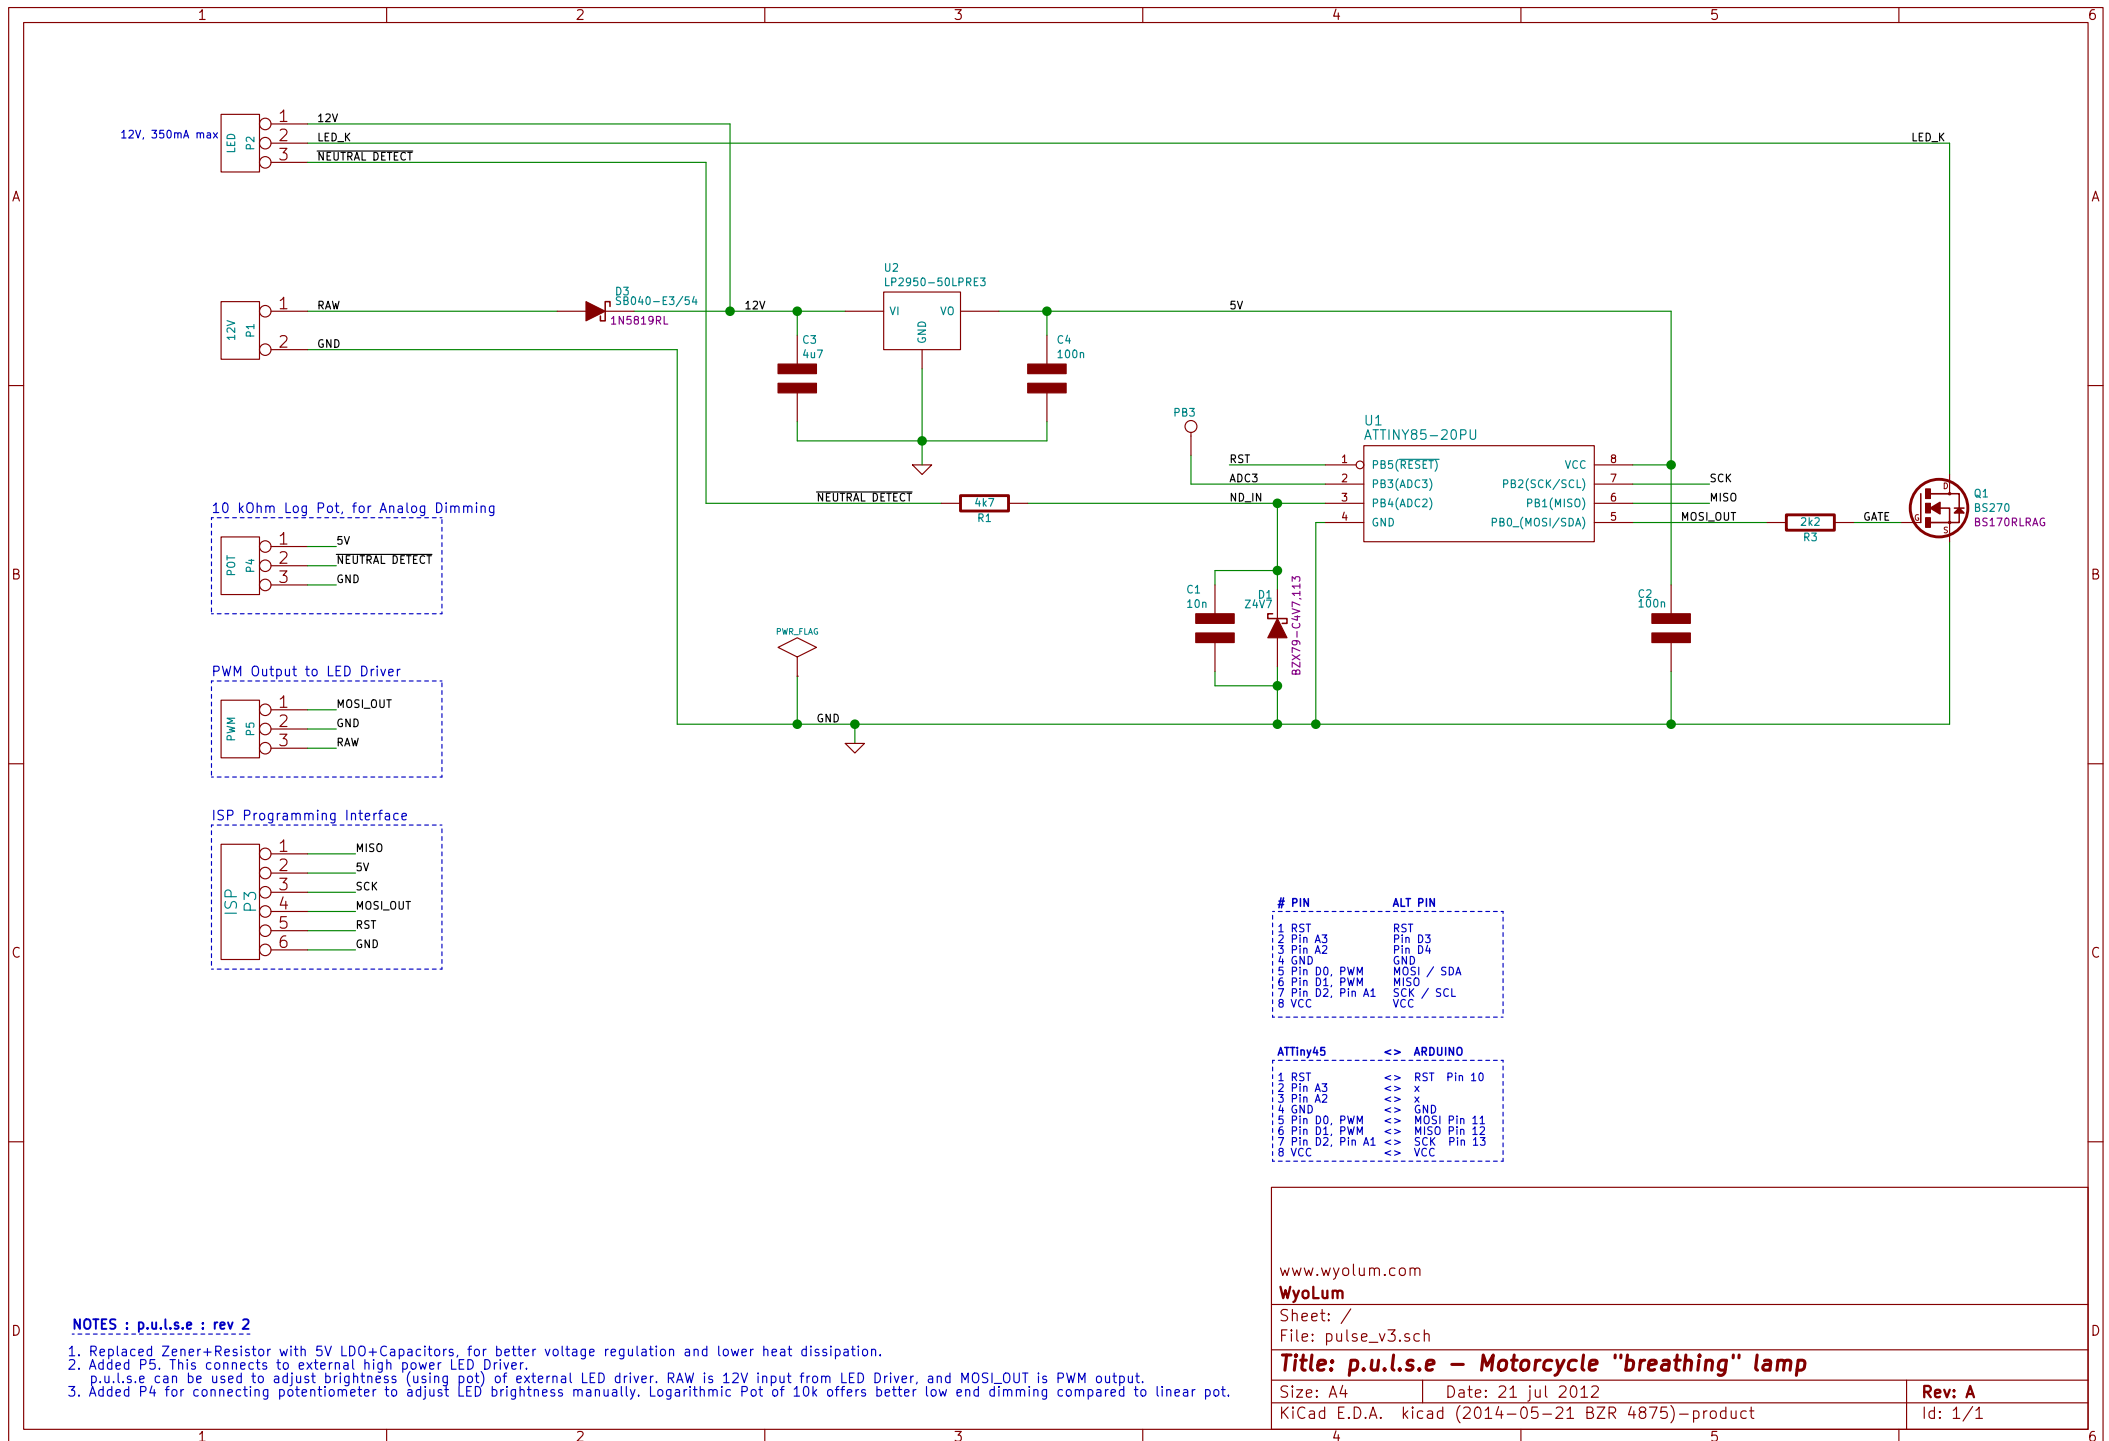 1 2 3 4 5 6
A
B
C
D
A
B
C
D
12V, 350mA max
LED
P2
1 12V
2 LED_K
3 NEUTRAL DETECT
LED_K
12V
P1
1 RAW
2 GND
D3
SB040-E3/54
1N5819RL
12V
U2
LP2950-50LPRE3
VI
VO
GND
5V
C3
4u7
C4
100n
PB3
U1
ATTINY85-20PU
RST 1 PB5(RESET)
ADC3 2 PB3(ADC3)
ND_IN 3 PB4(ADC2)
4 GND
VCC 8
PB2(SCK/SCL) 7 SCK
PB1(MISO) 6 MISO
PB0_(MOSI/SDA) 5 MOSI_OUT
NEUTRAL DETECT
4k7
R1
2k2
R3
GATE
D
G
S
Q1
BS270
BS170RLRAG
10 kOhm Log Pot, for Analog Dimming
POT
P4
1 5V
2 NEUTRAL DETECT
3 GND
C1
10n
D1
Z4V7
BZX79-C4V7,113
C2
100n
PWR_FLAG
GND
PWM Output to LED Driver
PWM
P5
1 MOSI_OUT
2 GND
3 RAW
ISP Programming Interface
ISP
P3
1 MISO
2 5V
3 SCK
4 MOSI_OUT
5 RST
6 GND
# PIN ALT PIN
1 RST RST
2 Pin A3 Pin D3
3 Pin A2 Pin D4
4 GND GND
5 Pin D0, PWM MOSI / SDA
6 Pin D1, PWM MISO
7 Pin D2, Pin A1 SCK / SCL
8 VCC VCC
ATTiny45 <> ARDUINO
1 RST <> RST Pin 10
2 Pin A3 <> x
3 Pin A2 <> x
4 GND <> GND
5 Pin D0, PWM <> MOSI Pin 11
6 Pin D1, PWM <> MISO Pin 12
7 Pin D2, Pin A1 <> SCK Pin 13
8 VCC <> VCC
NOTES : p.u.l.s.e : rev 2
1. Replaced Zener+Resistor with 5V LDO+Capacitors, for better voltage regulation and lower heat dissipation.
2. Added P5. This connects to external high power LED Driver.
p.u.l.s.e can be used to adjust brightness (using pot) of external LED driver. RAW is 12V input from LED Driver, and MOSI_OUT is PWM output.
3. Added P4 for connecting potentiometer to adjust LED brightness manually. Logarithmic Pot of 10k offers better low end dimming compared to linear pot.
www.wyolum.com
WyoLum
Sheet: /
File: pulse_v3.sch
Title: p.u.l.s.e - Motorcycle "breathing" lamp
Size: A4 Date: 21 jul 2012 Rev: A
KiCad E.D.A. kicad (2014-05-21 BZR 4875)-product Id: 1/1
1 2 3 4 5 6